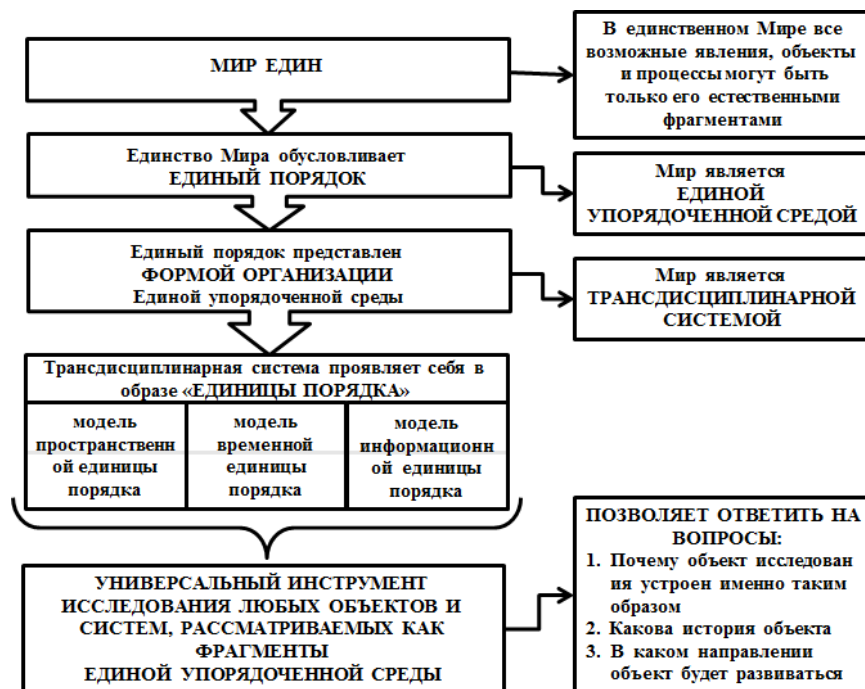 МИР ЕДИН
В единственном Мире все
возможные явления, объекты
и процессы могут быть
только его естественными
фрагментами
Единство Мира обусловливает
ЕДИНЫЙ ПОРЯДОК
Мир является
ЕДИНОЙ
УПОРЯДОЧЕННОЙ СРЕДОЙ
Единый порядок представлен
ФОРМОЙ ОРГАНИЗАЦИИ
Единой упорядоченной среды
Мир является
ТРАНСДИСЦИПЛИНАРНОЙ
СИСТЕМОЙ
Трансдисциплинарная система проявляет себя в
образе «ЕДИНИЦЫ ПОРЯДКА»
модель
пространственн
ой единицы
порядка
модель
временной
единицы
порядка
модель
информационн
ой единицы
порядка
УНИВЕРСАЛЬНЫЙ ИНСТРУМЕНТ
ИССЛЕДОВАНИЯ ЛЮБЫХ ОБЪЕКТОВ И
СИСТЕМ, РАССМАТРИВАЕМЫХ КАК
ФРАГМЕНТЫ
ЕДИНОЙ УПОРЯДОЧЕННОЙ СРЕДЫ
ПОЗВОЛЯЕТ ОТВЕТИТЬ НА
ВОПРОСЫ:
1. Почему объект исследован
ия устроен именно таким
образом
2. Какова история объекта
3. В каком направлении
объект будет развиваться